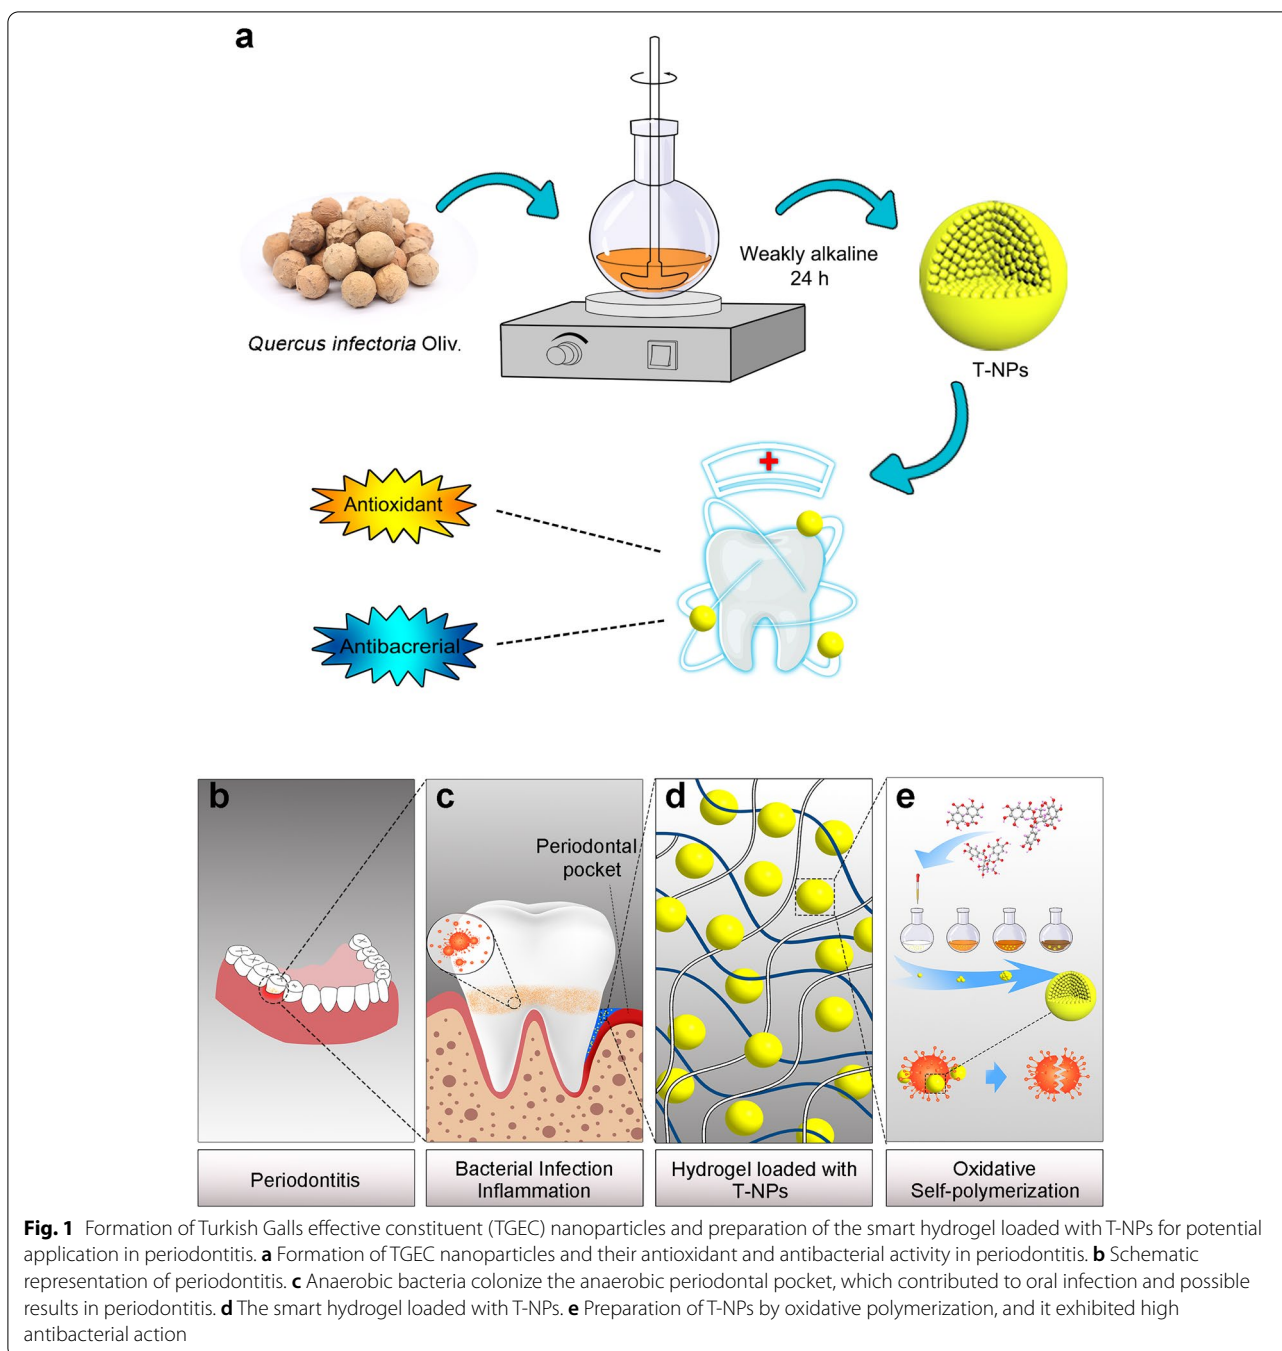 a
Weakly alkaline
24 h
Quercus infectoria Oliv.
T-NPs
Antioxidant
Antibacrerial
b
c
d
e
Periodontal
pocket
Periodontitis
Bacterial Infection
Inflammation
Hydrogel loaded with
T-NPs
Oxidative
Self-polymerization
Fig. 1 Formation of Turkish Galls effective constituent (TGEC) nanoparticles and preparation of the smart hydrogel loaded with T-NPs for potential
application in periodontitis. a Formation of TGEC nanoparticles and their antioxidant and antibacterial activity in periodontitis. b Schematic
representation of periodontitis. c Anaerobic bacteria colonize the anaerobic periodontal pocket, which contributed to oral infection and possible
results in periodontitis. d The smart hydrogel loaded with T-NPs. e Preparation of T-NPs by oxidative polymerization, and it exhibited high
antibacterial action